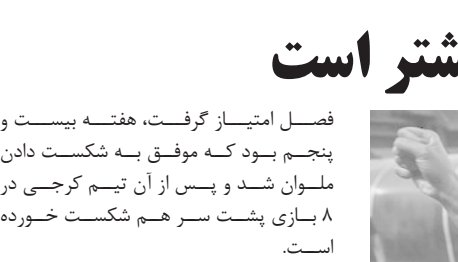 شتر است
فصل امتیاز گرفت، هفته بیست و
پنجم بود که موفق به شکست دادن
ملوان شد و پس از آن تیم کرجی در
۸ بازی پشت سر هم شکست خورده
است.